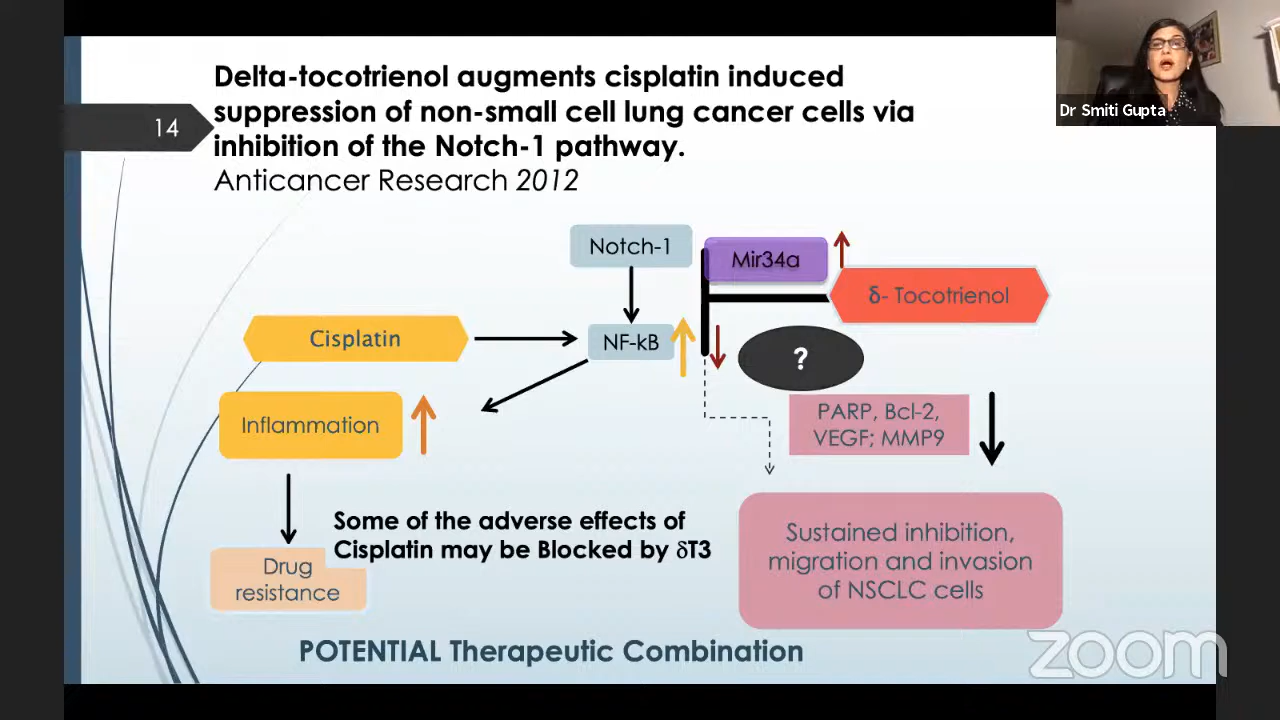 Delta-tocotrienol augments cisplatin induced
suppression of non-small cell lung cancer cells via
inhibition of the Notch-1 pathway.
Anticancer Research 2012
14
Dr Smiti Gupta
Notch-1
Mir34a
δ- Tocotrienol
Cisplatin
NF-kB
?
Inflammation
PARP, Bcl-2,
VEGF; MMP9
Some of the adverse effects of
Cisplatin may be Blocked by δT3
Drug
resistance
Sustained inhibition,
migration and invasion
of NSCLC cells
POTENTIAL Therapeutic Combination
zoom